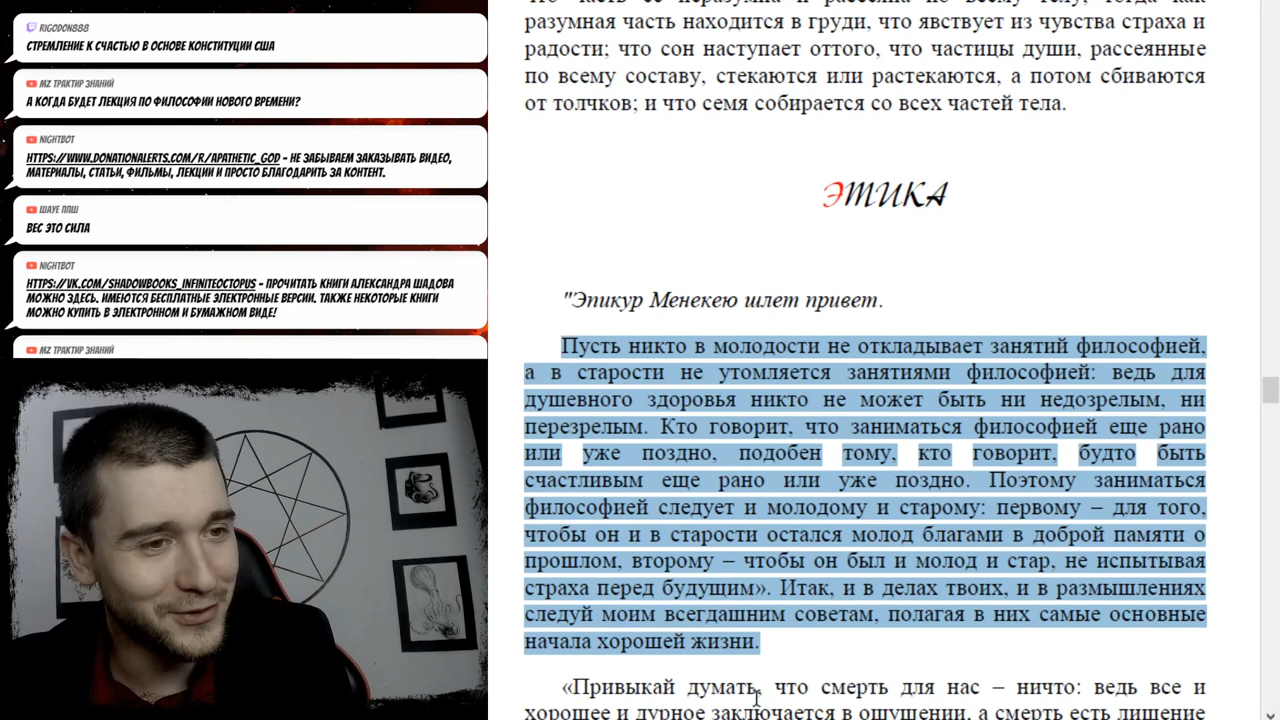 RIGODON888
СТРЕМЛЕНИЕ К СЧАСТЬЮ В ОСНОВЕ КОНСТИТУЦИИ США
MZ ТРАКТИР ЗНАНИЙ
А КОГДА БУДЕТ ЛЕКЦИЯ ПО ФИЛОСОФИИ НОВОГО ВРЕМЕНИ?
NIGHTBOT
HTTPS://WWW.DONATIONALERTS.COM/R/APATHETIC_GOD - НЕ ЗАБЫВАЕМ ЗАКАЗЫВАТЬ ВИДЕО,
МАТЕРИАЛЫ, СТАТЬИ, ФИЛЬМЫ, ЛЕКЦИИ И ПРОСТО БЛАГОДАРИТЬ ЗА КОНТЕНТ.
ШАУЕ ППШ
ВЕС ЭТО СИЛА
NIGHTBOT
HTTPS://VK.COM/SHADOWBOOKS_INFINITEOCTOPUS - ПРОЧИТАТЬ КНИГИ АЛЕКСАНДРА ШАДОВА
МОЖНО ЗДЕСЬ. ИМЕЮТСЯ БЕСПЛАТНЫЕ ЭЛЕКТРОННЫЕ ВЕРСИИ. ТАКЖЕ НЕКОТОРЫЕ КНИГИ
МОЖНО КУПИТЬ В ЭЛЕКТРОННОМ И БУМАЖНОМ ВИДЕ!
MZ ТРАКТИР ЗНАНИЙ
разумная часть находится в груди, что явствует из чувства страха и
радости; что сон наступает оттого, что частицы души, рассеянные
по всему составу, стекаются или растекаются, а потом сбиваются
от толчков; и что семя собирается со всех частей тела.
ЭТИКА
"Эпикур Менекею шлет привет.
Пусть никто в молодости не откладывает занятий философией,
а в старости не утомляется занятиями философией: ведь для
душевного здоровья никто не может быть ни недозрелым, ни
перезрелым. Кто говорит, что заниматься философией еще рано
или уже поздно, подобен тому, кто говорит, будто быть
счастливым еще рано или уже поздно. Поэтому заниматься
философией следует и молодому и старому: первому – для того,
чтобы он и в старости остался молод благами в доброй памяти о
прошлом, второму – чтобы он был и молод и стар, не испытывая
страха перед будущим». Итак, и в делах твоих, и в размышлениях
следуй моим всегдашним советам, полагая в них самые основные
начала хорошей жизни.
«Привыкай думать, что смерть для нас – ничто: ведь все и
хорошее и дурное заключается в ощущении, а смерть есть лишение